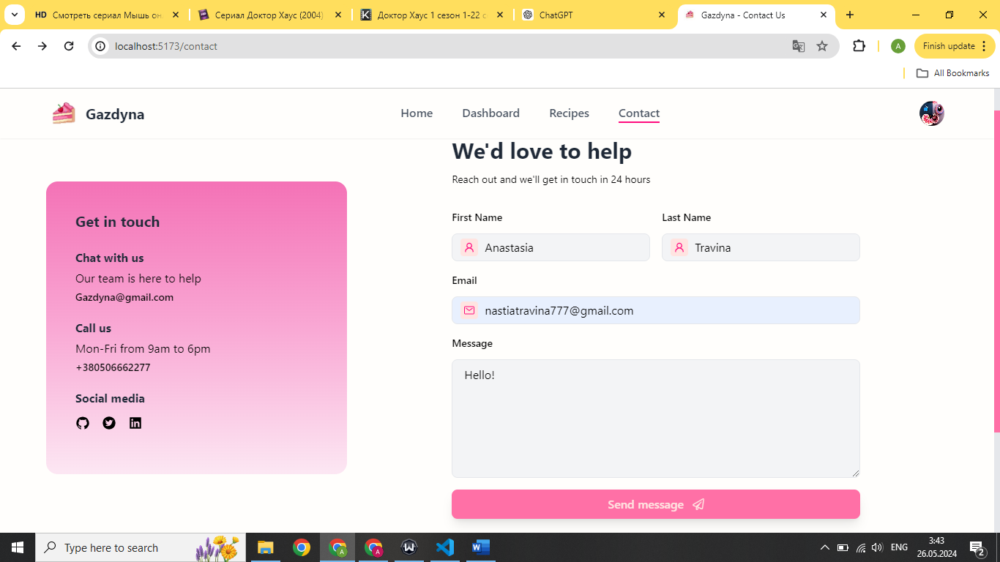 HD Смотреть сериал Мышь он
Сериал Доктор Хаус (2004)
Доктор Хаус 1 сезон 1-22 с
ChatGPT
Gazdyna - Contact Us
localhost:5173/contact
A
Finish update
All Bookmarks
Gazdyna
Home
Dashboard
Recipes
Contact
We'd love to help
Reach out and we'll get in touch in 24 hours
Get in touch
Chat with us
Our team is here to help
Gazdyna@gmail.com
Call us
Mon-Fri from 9am to 6pm
+380506662277
Social media
First Name
Last Name
Anastasia
Travina
Email
nastiatravina777@gmail.com
Message
Hello!
Send message
Type here to search
ENG
3:43
26.05.2024
2